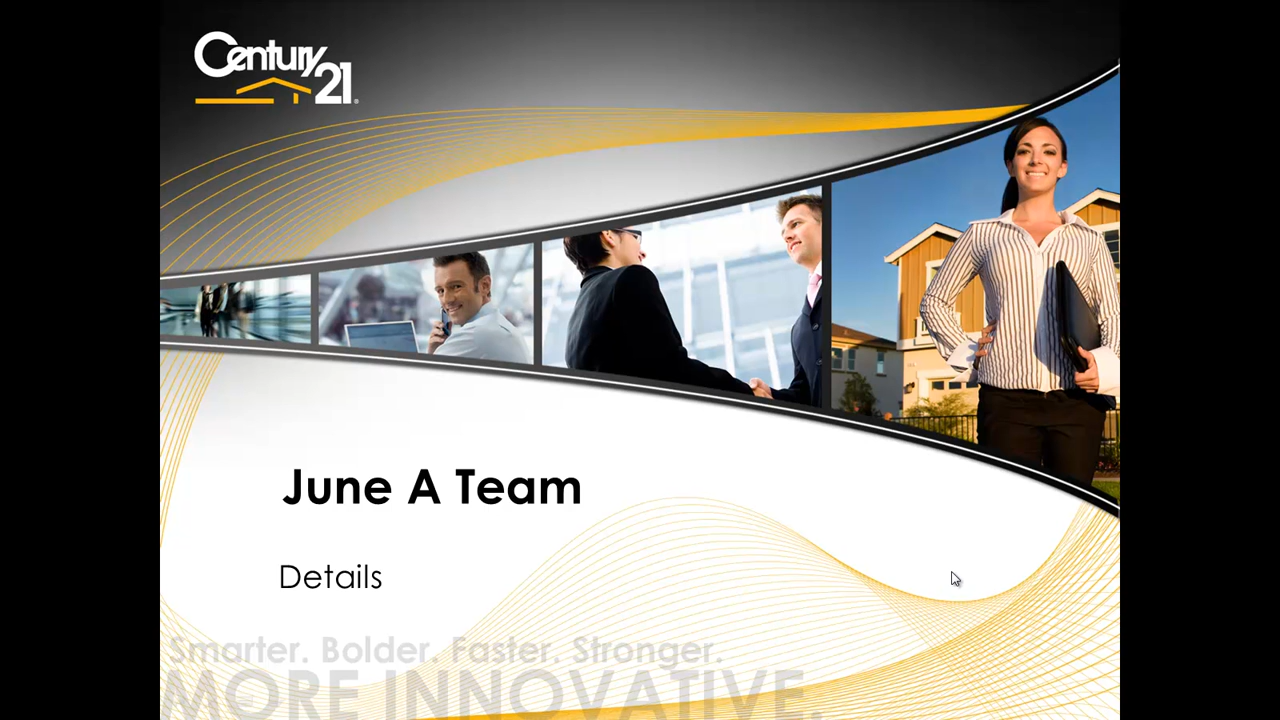 Century
21
June A Team
Details
Smarter. Bolder. Faster. Stronger.
MORE INNOVATIVE.